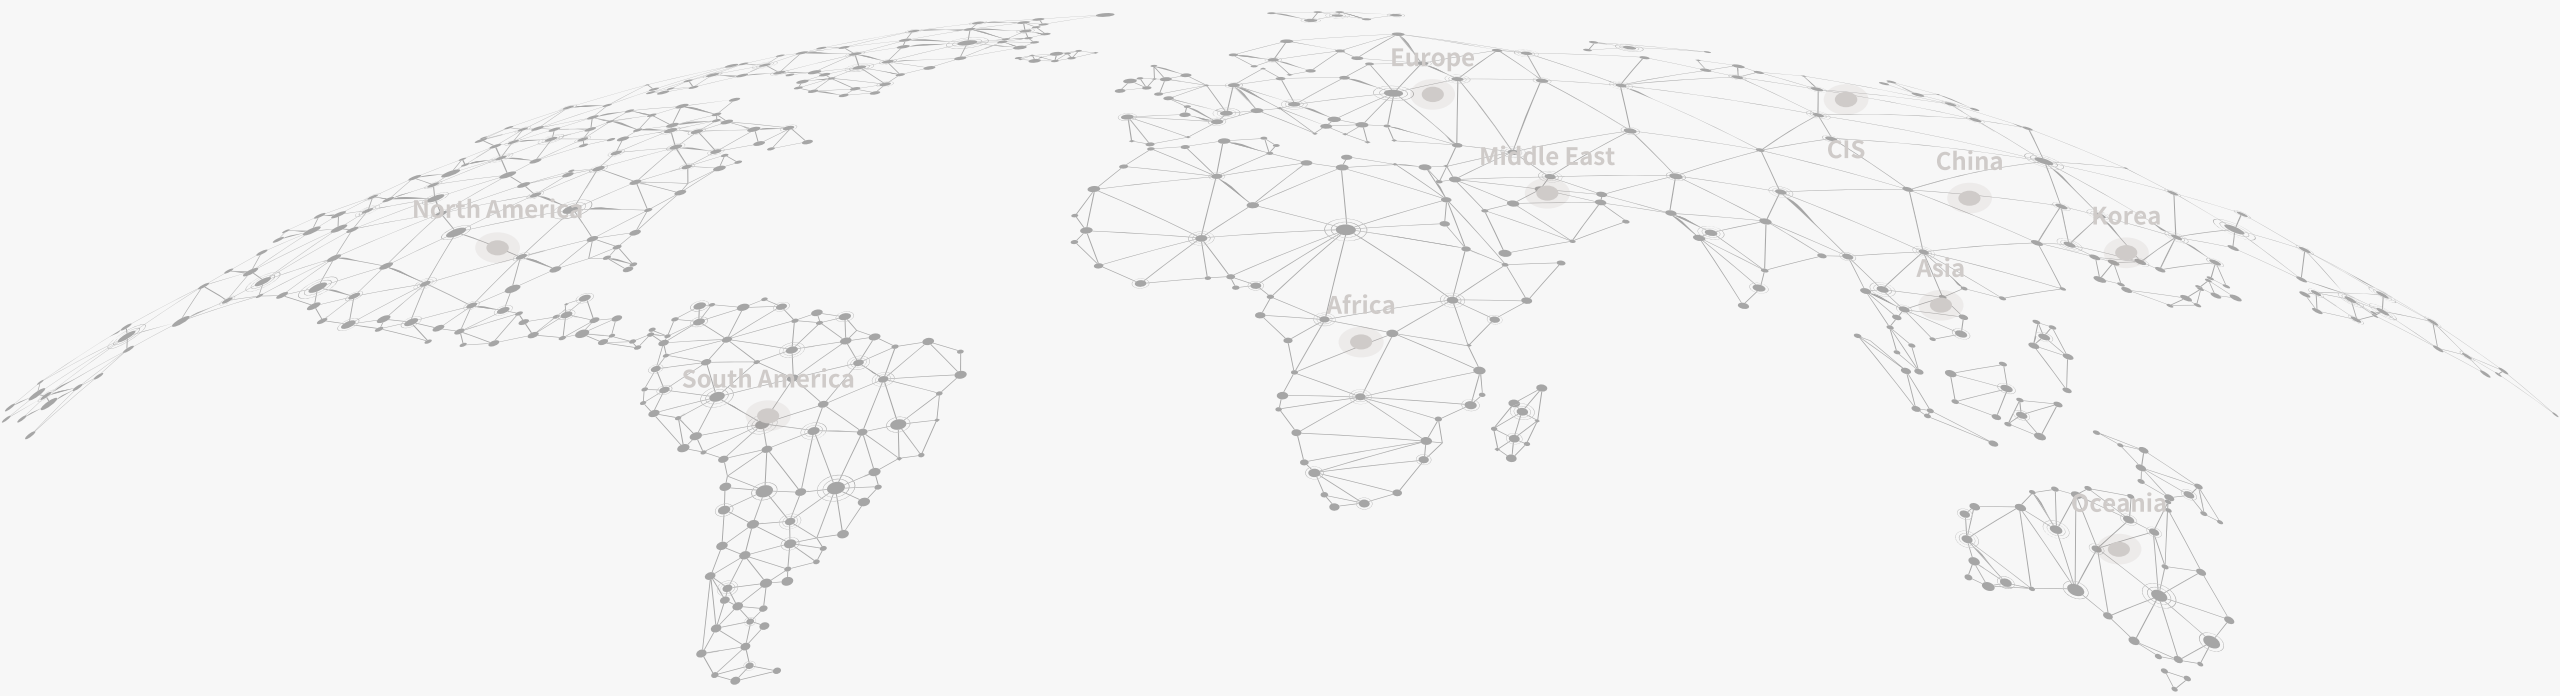 Europe
Middle East
CIS
China
North America
Korea
Asia
Africa
South America
Oceania